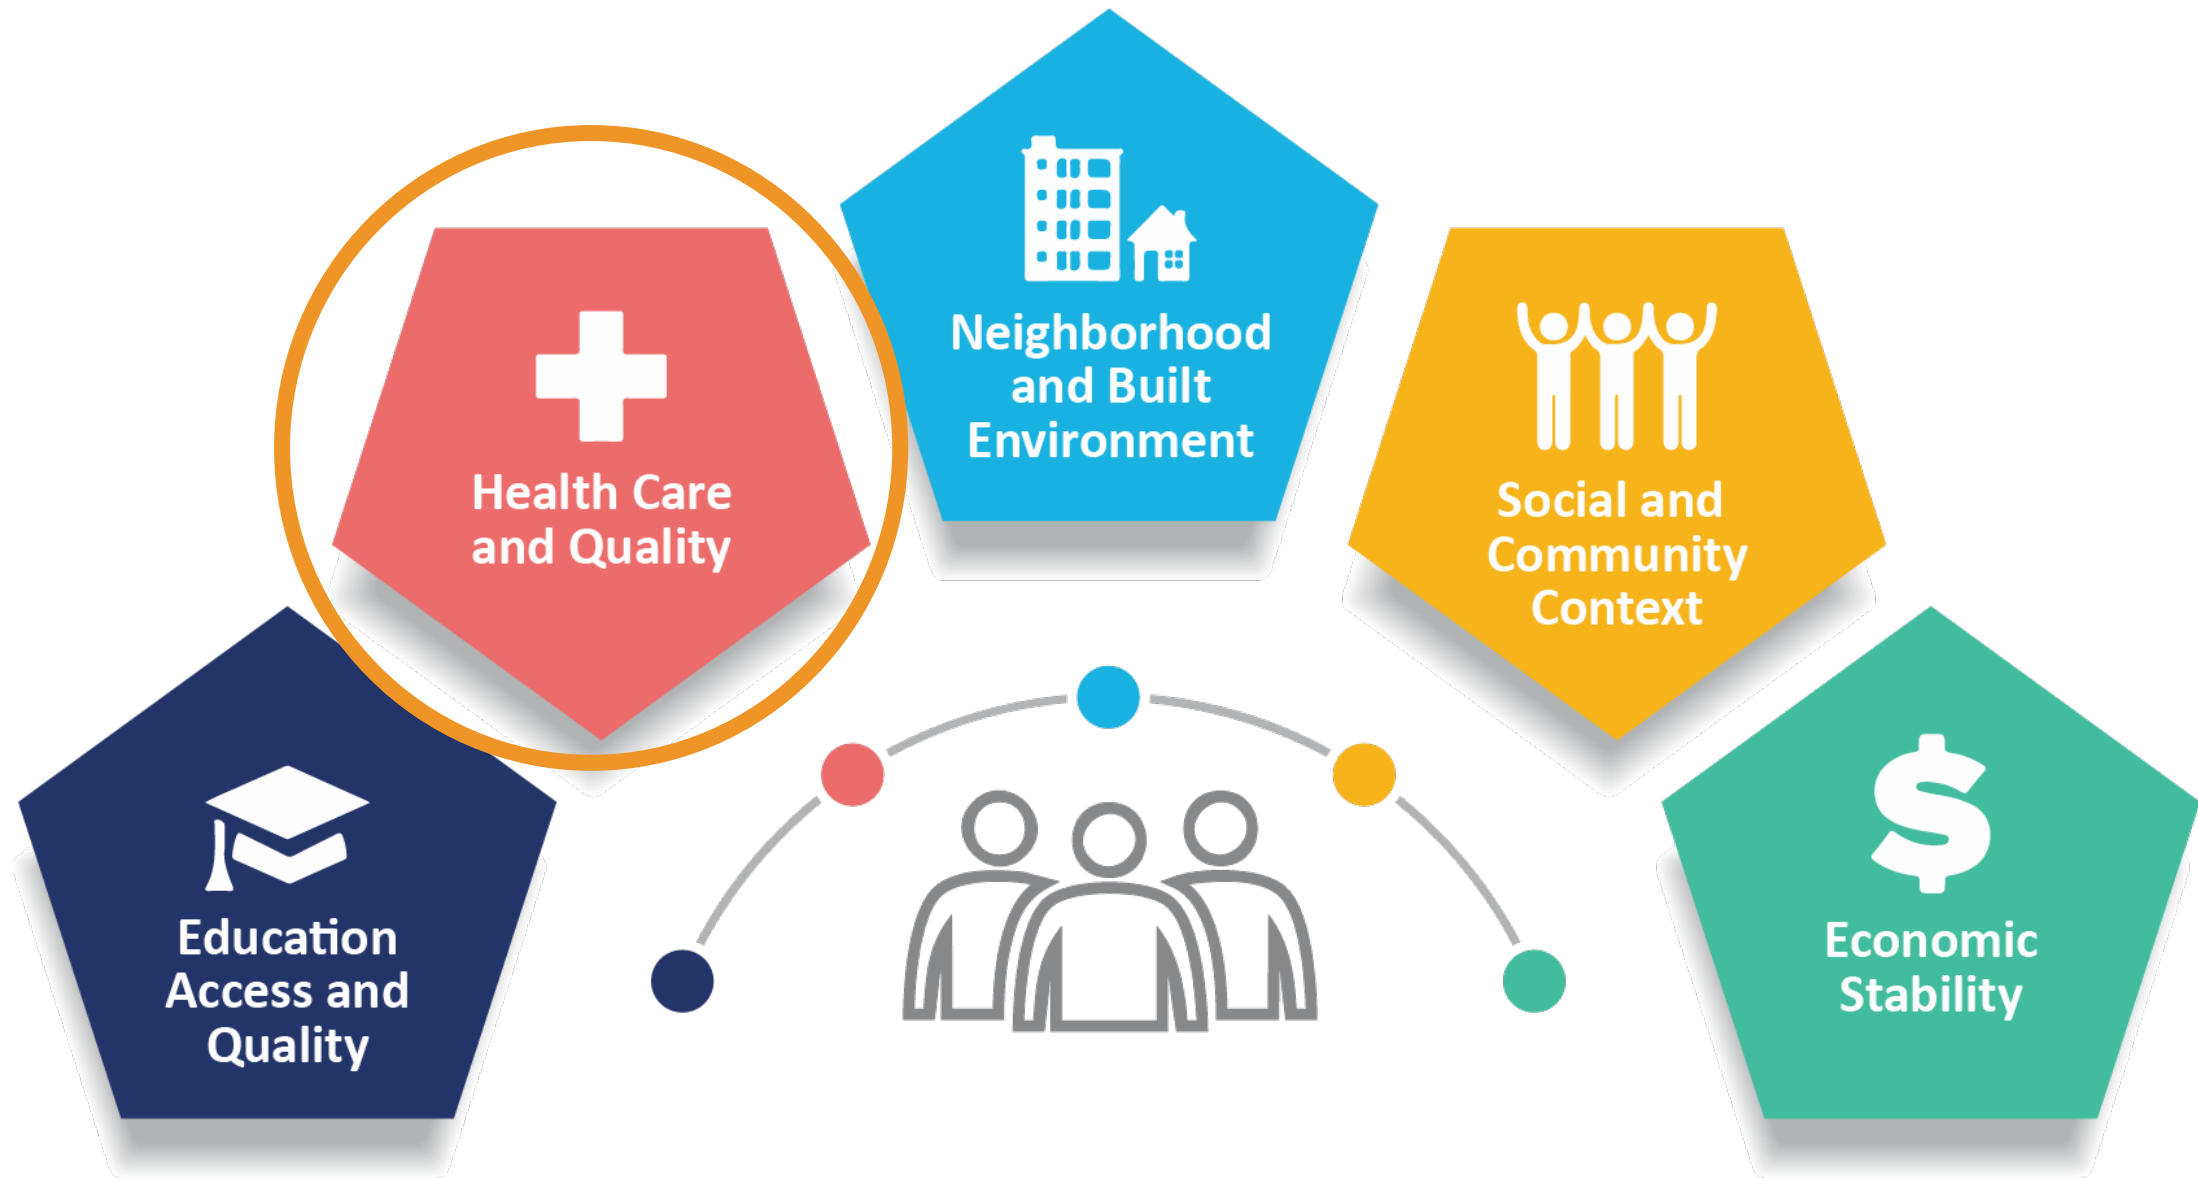 Neighborhood
and Built
Environment
Health Care
and Quality
Social and
Community
Context
Education
Access and
Quality
$
Economic
Stability